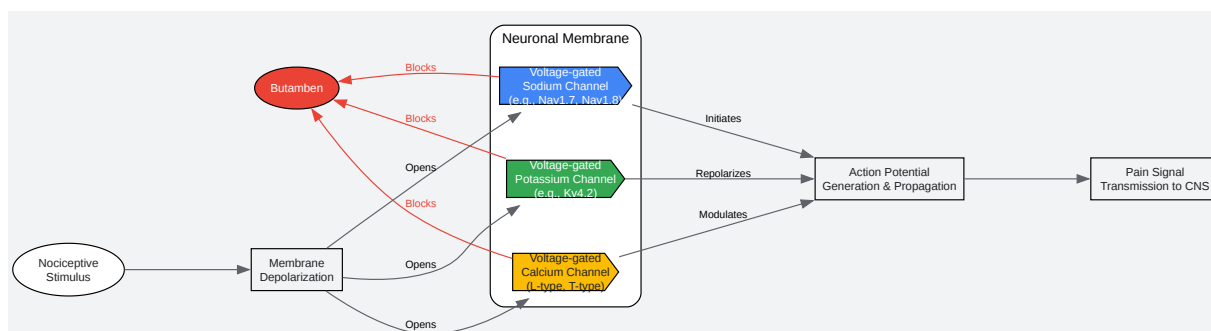 Neuronal Membrane
Blocks
Voltage-gated
Sodium Channel
(e.g., Nav1.7, Nav1.8)
Butamben
Blocks
Initiates
Opens
Voltage-gated
Potassium Channel
(e.g., Kv4.2)
Repolarizes
Action Potential
Generation & Propagation
Pain Signal
Transmission to CNS
Blocks
Modulates
Nociceptive
Stimulus
Membrane
Depolarization
Opens
Voltage-gated
Calcium Channel
(L-type, T-type)
Opens